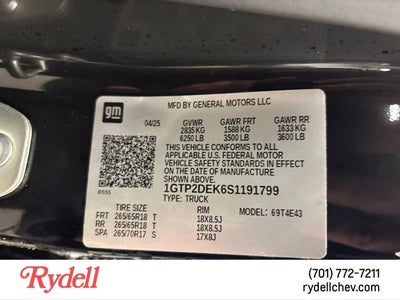 gm
MFD BY GENERAL MOTORS LLC
04/25 GVWR GAWR FRT GAWR RR
2835 KG 1588 KG 1633 KG
6250 LB 3500 LB 3600 LB
THIS VEHICLE CONFORMS TO ALL
APPLICABLE U.S. FEDERAL MOTOR
VEHICLE SAFETY STANDARDS IN EFFECT
ON THE DATE OF MANUFACTURE
SHOWN ABOVE.
1GTP2DEK6S1191799
TYPE: TRUCK
TIRE SIZE RIM MODEL: 69T4E43
FRT 265/65R18 T 18X8.5J
RR 265/65R18 T 18X8.5J
SPA 265/70R17 S 17X8J
Rydell
(701) 772-7211
rydellchev.com